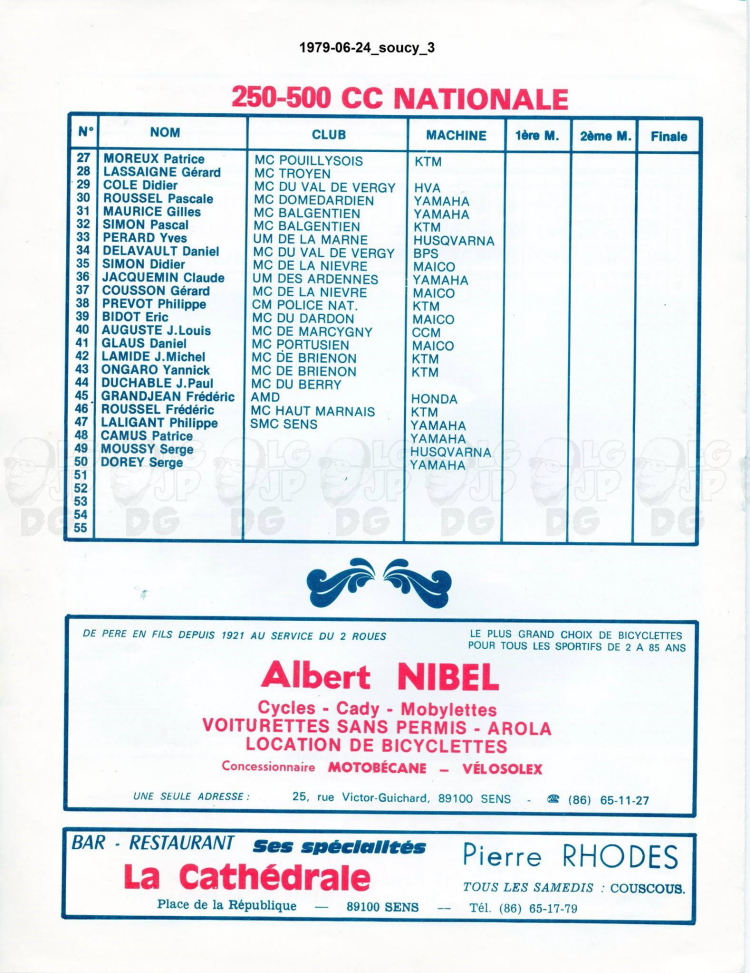 1979-06-24_soucy_3
250-500 CC NATIONALE
N° NOM CLUB MACHINE 1ère M. 2ème M. Finale
27 MOREUX Patrice MC POUILLYSOIS KTM
28 LASSAIGNE Gérard MC TROYEN
29 COLE Didier MC DU VAL DE VERGY HVA
30 ROUSSEL Pascale MC DOMEDARDIEN YAMAHA
31 MAURICE Gilles MC BALGENTIEN YAMAHA
32 SIMON Pascal MC BALGENTIEN KTM
33 PERARD Yves UM DE LA MARNE HUSQVARNA
34 DELAVAULT Daniel MC DU VAL DE VERGY BPS
35 SIMON Didier MC DE LA NIEVRE MAICO
36 JACQUEMIN Claude UM DES ARDENNES YAMAHA
37 COUSSON Gérard MC DE LA NIEVRE MAICO
38 PREVOT Philippe CM POLICE NAT. KTM
39 BIDOT Eric MC DU DARDON MAICO
40 AUGUSTE J.Louis MC DE MARCYGNY CCM
41 GLAUS Daniel MC PORTUSIEN MAICO
42 LAMIDE J.Michel MC DE BRIENON KTM
43 ONGARO Yannick MC DE BRIENON KTM
44 DUCHABLE J.Paul MC DU BERRY
45 GRANDJEAN Frédéric AMD HONDA
46 ROUSSEL Frédéric MC HAUT MARNAIS KTM
47 LALIGANT Philippe SMC SENS YAMAHA
48 CAMUS Patrice YAMAHA
49 MOUSSY Serge HUSQVARNA
50 DOREY Serge YAMAHA
51
52
53
54
55
LG JP DG LG JP DG LG JP DG LG JP DG
DE PERE EN FILS DEPUIS 1921 AU SERVICE DU 2 ROUES
LE PLUS GRAND CHOIX DE BICYCLETTES
POUR TOUS LES SPORTIFS DE 2 A 85 ANS
Albert NIBEL
Cycles - Cady - Mobylettes
VOITURETTES SANS PERMIS - AROLA
LOCATION DE BICYCLETTES
Concessionnaire MOTOBÉCANE – VÉLOSOLEX
UNE SEULE ADRESSE : 25, rue Victor-Guichard, 89100 SENS - ☎ (86) 65-11-27
BAR - RESTAURANT Ses spécialités
La Cathédrale
Pierre RHODES
TOUS LES SAMEDIS : COUSCOUS.
Place de la République — 89100 SENS — Tél. (86) 65-17-79